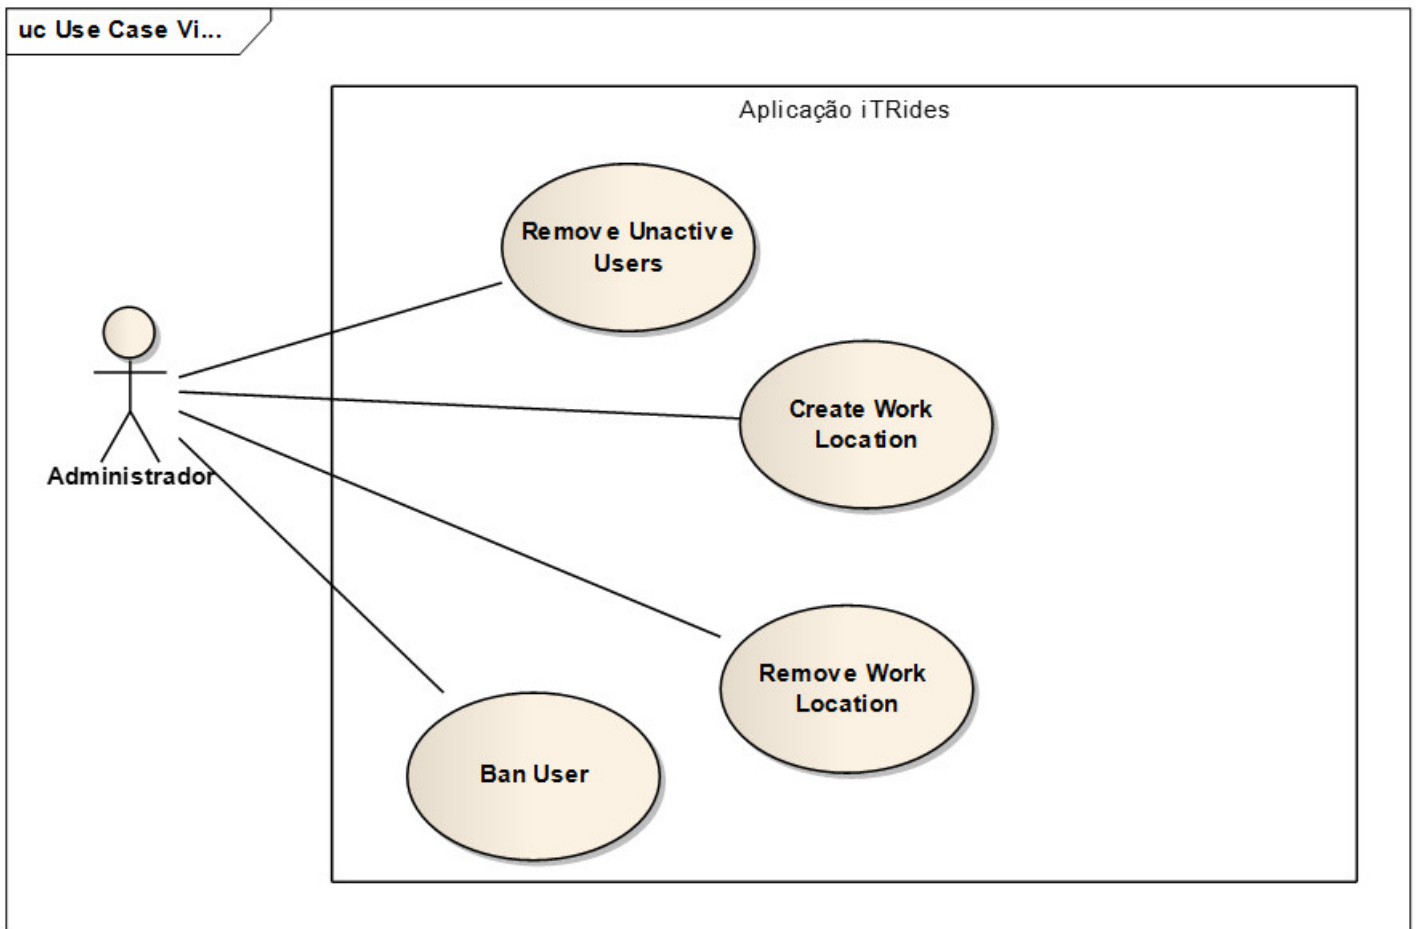 uc Use Case Vi...
Aplicação iTRides
Remove Unactive
Users
Create Work
Location
Administrador
Remove Work
Location
Ban User